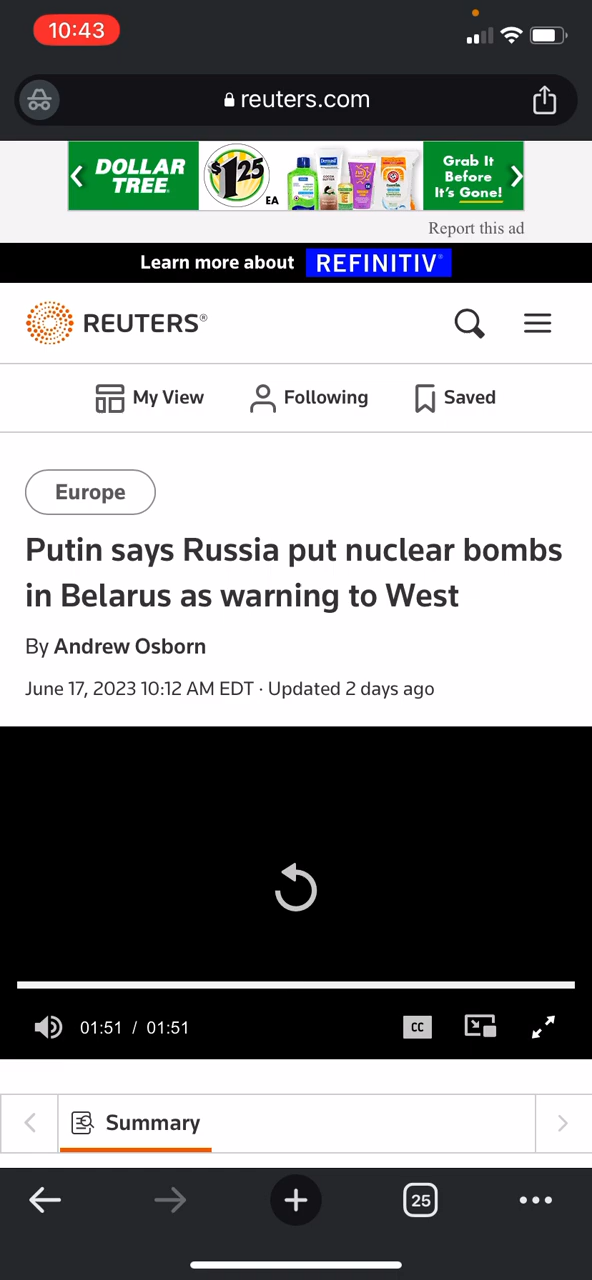 10:43
reuters.com
DOLLAR TREE
$1.25 EA
Grab It
Before
It's Gone!
Report this ad
Learn more about REFINITIV
REUTERS®
My View Following Saved
Europe
Putin says Russia put nuclear bombs
in Belarus as warning to West
By Andrew Osborn
June 17, 2023 10:12 AM EDT · Updated 2 days ago
01:51 / 01:51 CC
Summary
25